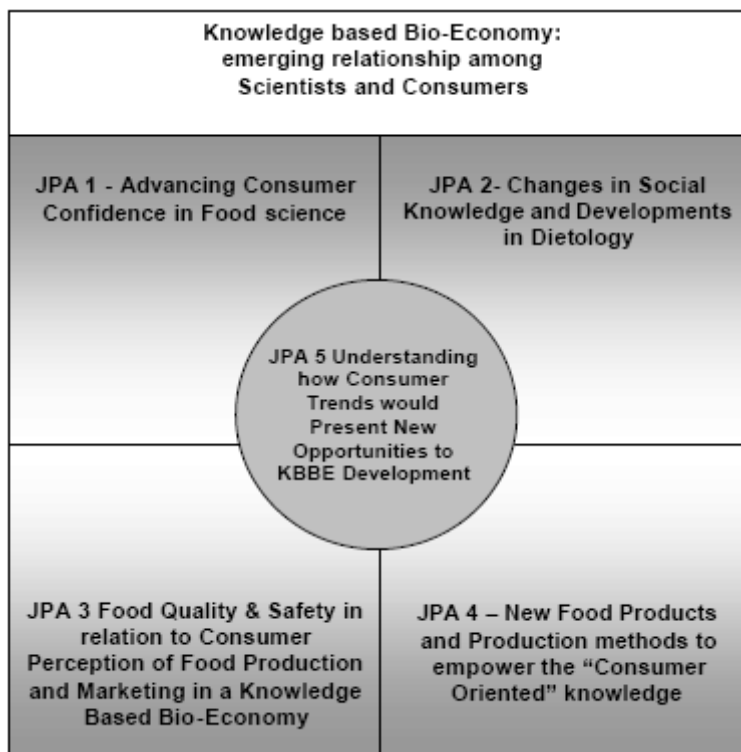 Knowledge based Bio-Economy:
emerging relationship among
Scientists and Consumers
JPA 1 - Advancing Consumer
Confidence in Food science
JPA 2- Changes in Social
Knowledge and Developments
in Dietology
JPA 5 Understanding
how Consumer
Trends would
Present New
Opportunities to
KBBE Development
JPA 3 Food Quality & Safety in
relation to Consumer
Perception of Food Production
and Marketing in a Knowledge
Based Bio-Economy
JPA 4 – New Food Products
and Production methods to
empower the “Consumer
Oriented” knowledge